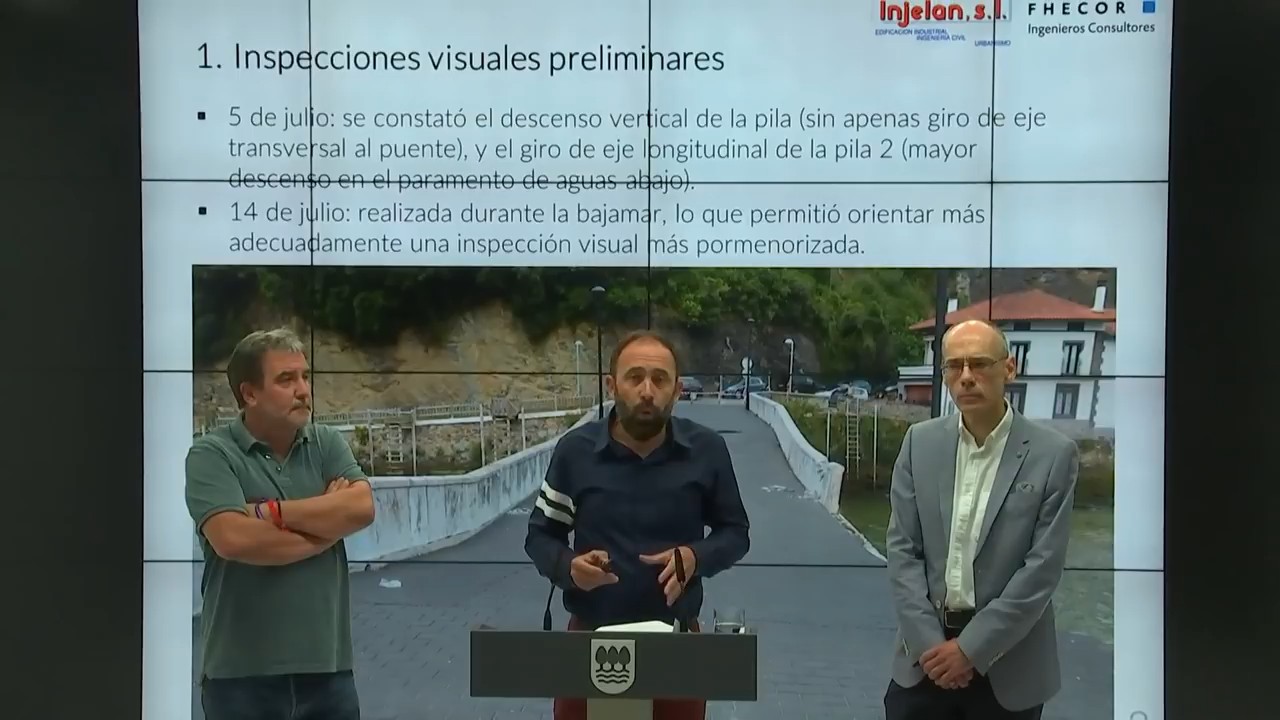 Injelan, s.l.
EDIFICACIÓN INDUSTRIAL
INGENIERÍA CIVIL
URBANISMO
FHECOR
Ingenieros Consultores
1. Inspecciones visuales preliminares
▪ 5 de julio: se constató el descenso vertical de la pila (sin apenas giro de eje
transversal al puente), y el giro de eje longitudinal de la pila 2 (mayor
descenso en el paramento de aguas abajo).
▪ 14 de julio: realizada durante la bajamar, lo que permitió orientar más
adecuadamente una inspección visual más pormenorizada.